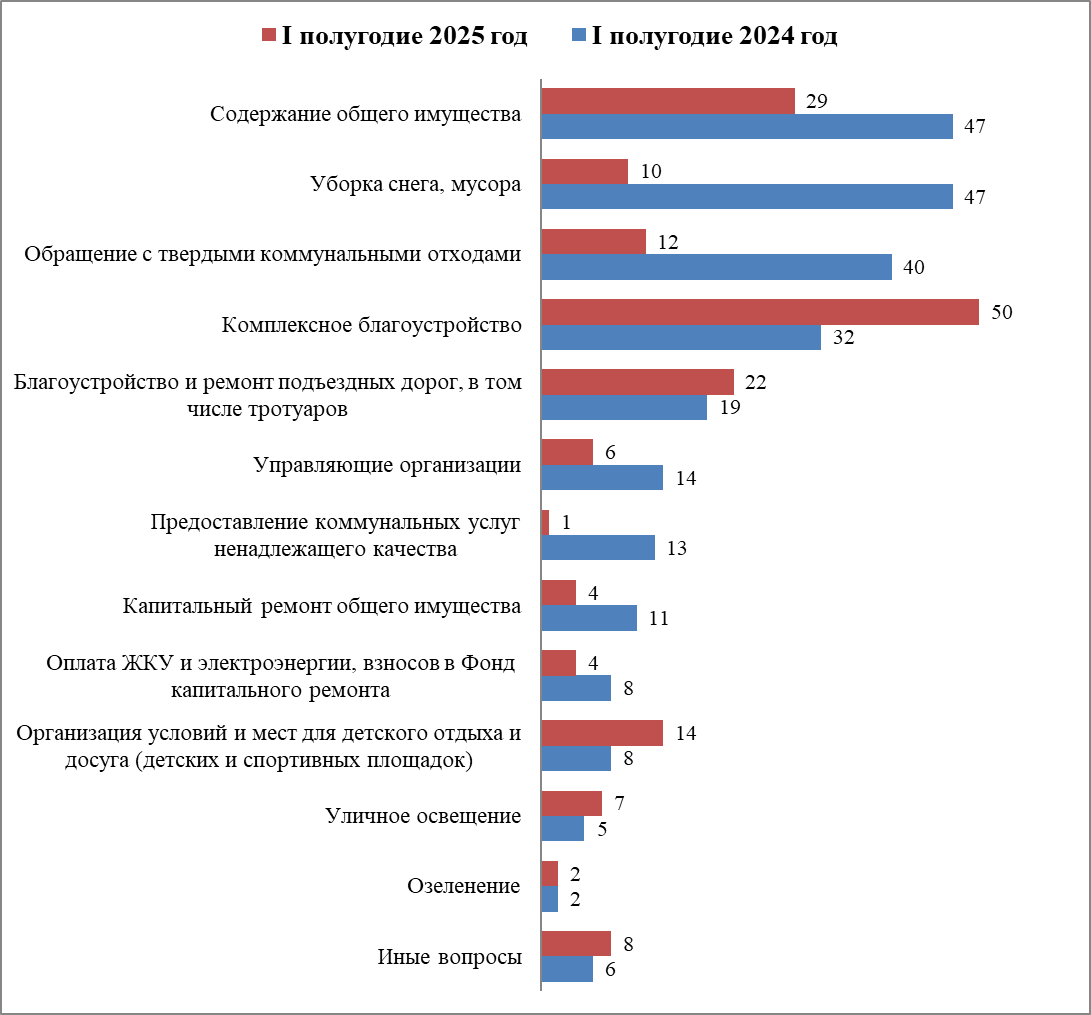 I полугодие 2025 год I полугодие 2024 год
Содержание общего имущества
29
47
Уборка снега, мусора
10
47
Обращение с твердыми коммунальными отходами
12
40
Комплексное благоустройство
50
32
Благоустройство и ремонт подъездных дорог, в том
числе тротуаров
22
19
Управляющие организации
6
14
Предоставление коммунальных услуг
ненадлежащего качества
1
13
Капитальный ремонт общего имущества
4
11
Оплата ЖКУ и электроэнергии, взносов в Фонд
капитального ремонта
4
8
Организация условий и мест для детского отдыха и
досуга (детских и спортивных площадок)
14
8
Уличное освещение
7
5
Озеленение
2
2
Иные вопросы
8
6